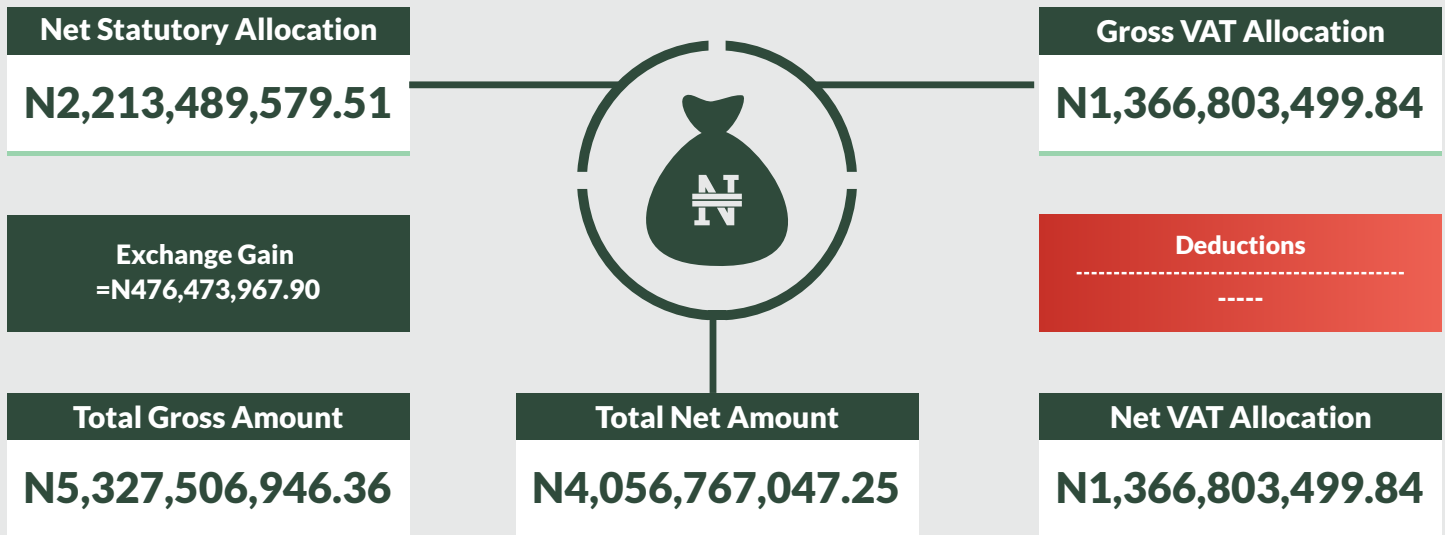 Net Statutory Allocation
N2,213,489,579.51
Gross VAT Allocation
N1,366,803,499.84
₦
Exchange Gain
=N476,473,967.90
Deductions
--------------------------------------------
-----
Total Gross Amount
N5,327,506,946.36
Total Net Amount
N4,056,767,047.25
Net VAT Allocation
N1,366,803,499.84